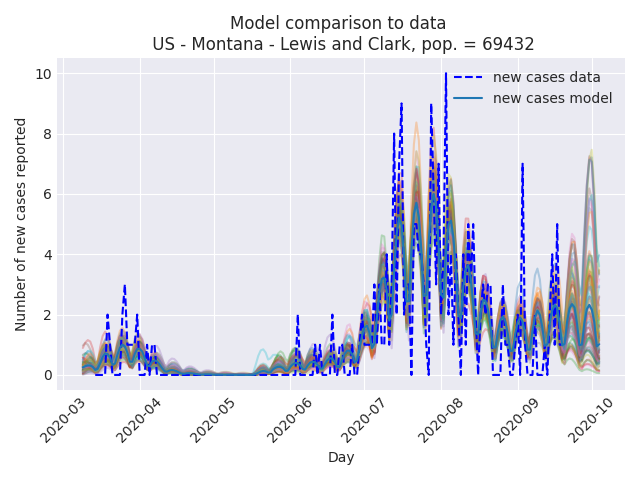 Model comparison to data
US - Montana - Lewis and Clark, pop. = 69432
new cases data
new cases model
Number of new cases reported
10
8
6
4
2
0
2020-03
2020-04
2020-05
2020-06
2020-07
2020-08
2020-09
2020-10
Day